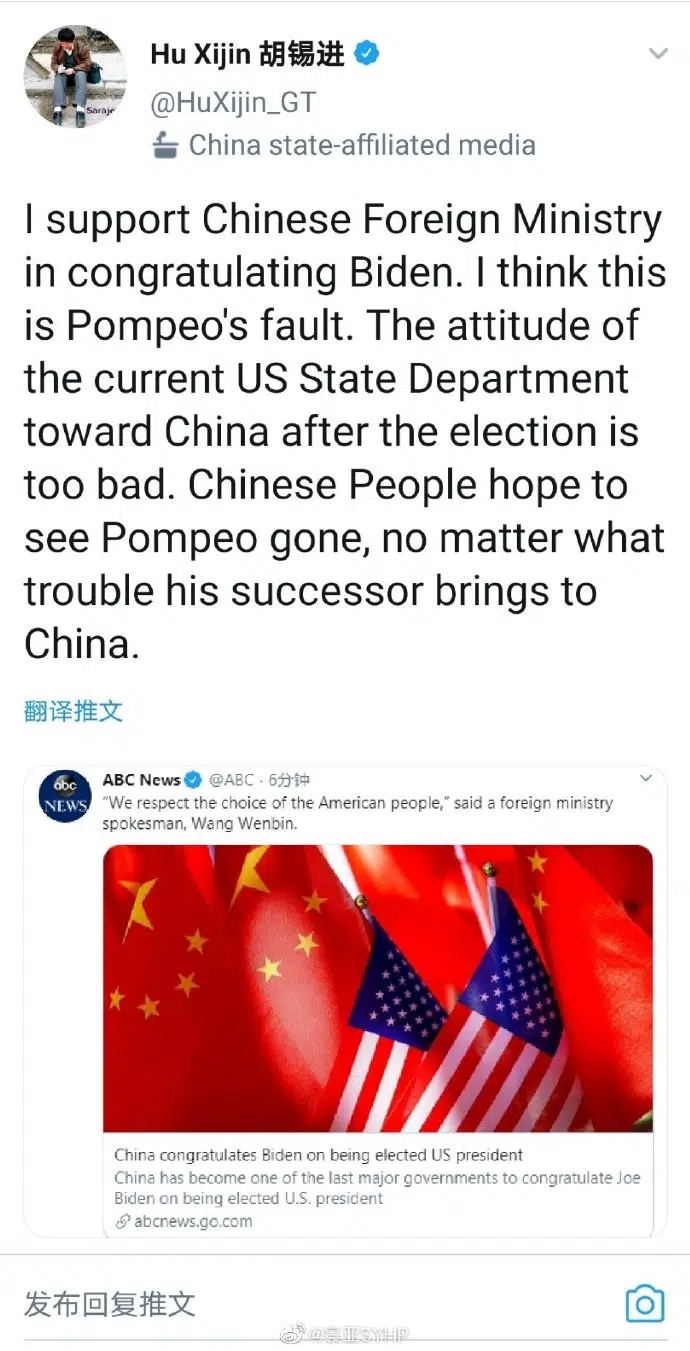 Hu Xijin 胡锡进
@HuXijin_GT
China state-affiliated media
I support Chinese Foreign Ministry
in congratulating Biden. I think this
is Pompeo's fault. The attitude of
the current US State Department
toward China after the election is
too bad. Chinese People hope to
see Pompeo gone, no matter what
trouble his successor brings to
China.
翻译推文
abc
NEWS
ABC News @ABC · 6分钟
“We respect the choice of the American people,” said a foreign ministry
spokesman, Wang Wenbin.
China congratulates Biden on being elected US president
China has become one of the last major governments to congratulate Joe
Biden on being elected U.S. president
abcnews.go.com
发布回复推文